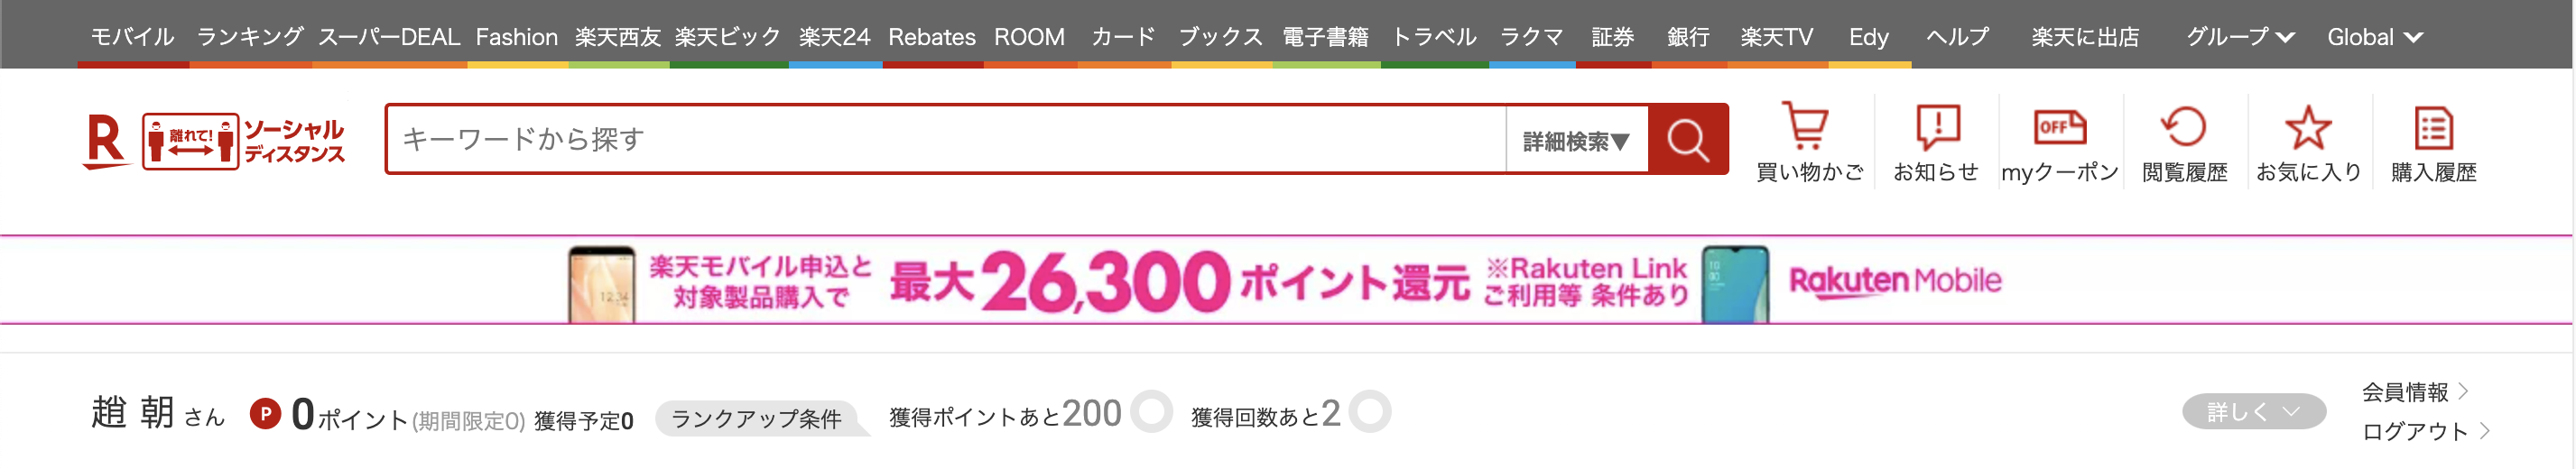 モバイル ランキング スーパーDEAL Fashion 楽天西友 楽天ビック 楽天24 Rebates ROOM カード ブックス 電子書籍 トラベル ラクマ 証券 銀行 楽天TV Edy ヘルプ 楽天に出店 グループ Global
R 離れて! ソーシャル
ディスタンス
キーワードから探す 詳細検索▼
買い物かご お知らせ OFF myクーポン 閲覧履歴 お気に入り 購入履歴
楽天モバイル申込と
対象製品購入で
最大26,300ポイント還元
※Rakuten Link
ご利用等 条件あり
Rakuten Mobile
趙 朝 さん P 0ポイント(期間限定0) 獲得予定0 ランクアップ条件 獲得ポイントあと200 獲得回数あと2 詳しく
会員情報
ログアウト